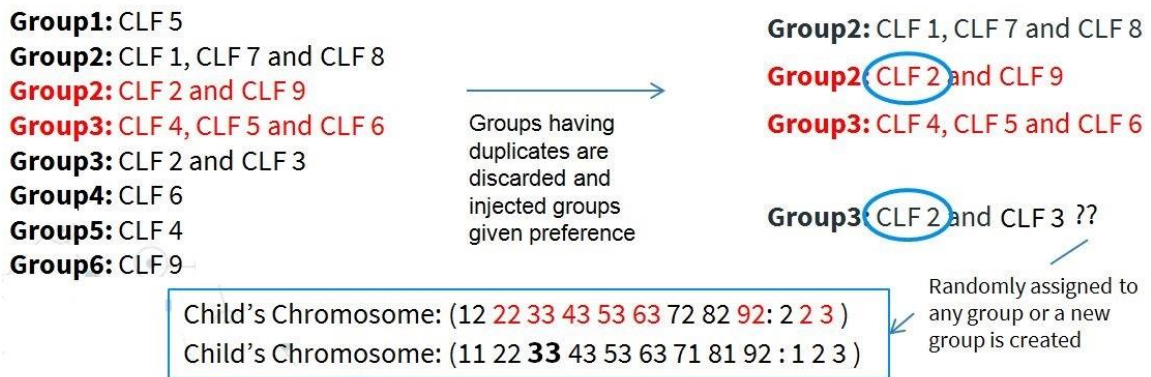 Group1: CLF 5
Group2: CLF 1, CLF 7 and CLF 8
Group2: CLF 2 and CLF 9
Group3: CLF 4, CLF 5 and CLF 6
Group3: CLF 2 and CLF 3
Group4: CLF 6
Group5: CLF 4
Group6: CLF 9
Groups having
duplicates are
discarded and
injected groups
given preference
Group2: CLF 1, CLF 7 and CLF 8
Group2: CLF 2 and CLF 9
Group3: CLF 4, CLF 5 and CLF 6
Group3: CLF 2 and CLF 3 ??
Randomly assigned to
any group or a new
group is created
Child’s Chromosome: (12 22 33 43 53 63 72 82 92: 2 2 3 )
Child’s Chromosome: (11 22 33 43 53 63 71 81 92 : 1 2 3 )